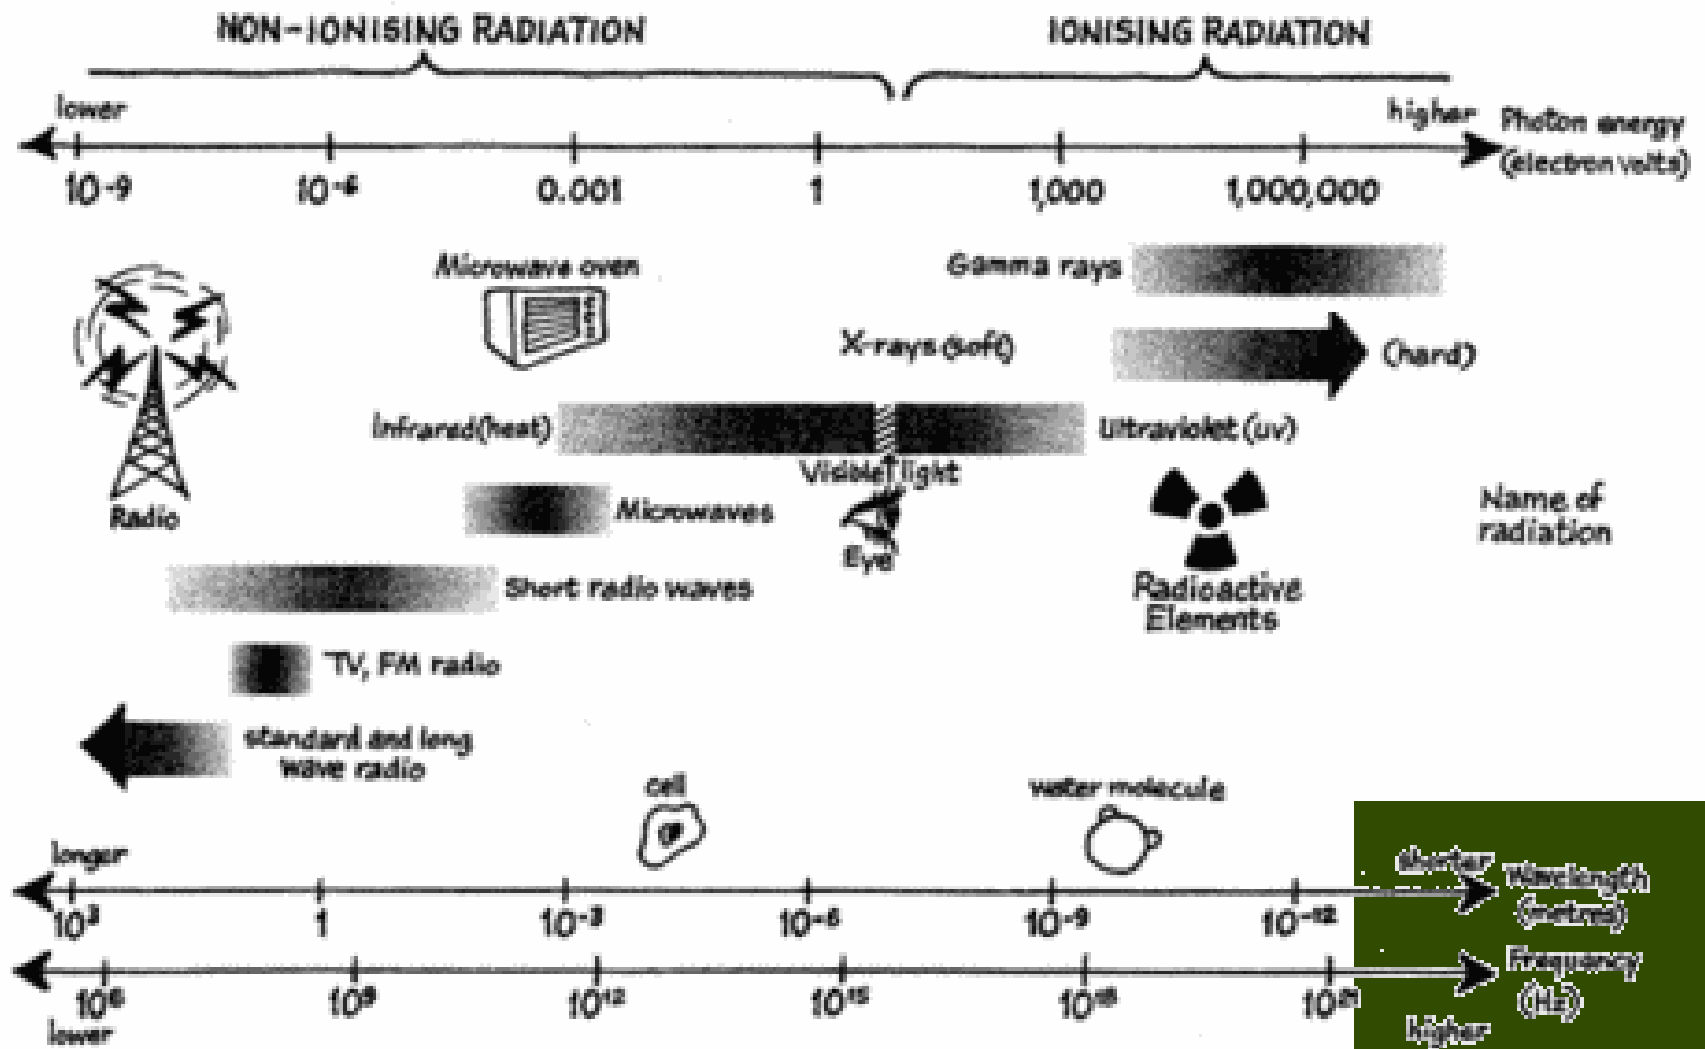 NON-IONISING RADIATION
IONISING RADIATION
lower
higher
Photon energy
(electron volts)
10-9
10-6
0.001
1
1,000
1,000,000
Microwave oven
Gamma rays
X-rays (soft)
(hard)
Infrared (heat)
Ultraviolet (uv)
Visible light
Radio
Microwaves
Eye
Name of
radiation
Short radio waves
Radioactive
Elements
TV, FM radio
standard and long
wave radio
cell
water molecule
longer
shorter
Wavelength
(metres)
10³
1
10-3
10-6
10-9
10-12
Frequency
(Hz)
10⁶
10⁹
10¹²
10¹⁵
10¹⁸
10²¹
lower
higher